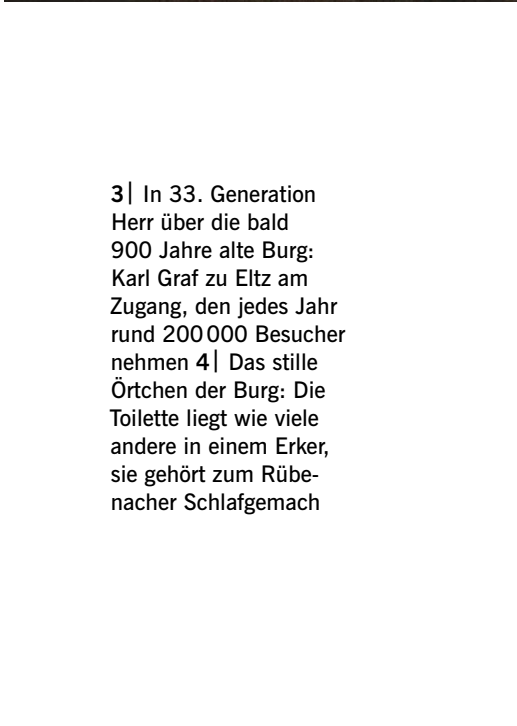 3| In 33. Generation
Herr über die bald
900 Jahre alte Burg:
Karl Graf zu Eltz am
Zugang, den jedes Jahr
rund 200 000 Besucher
nehmen 4| Das stille
Örtchen der Burg: Die
Toilette liegt wie viele
andere in einem Erker,
sie gehört zum Rübe-
nacher Schlafgemach